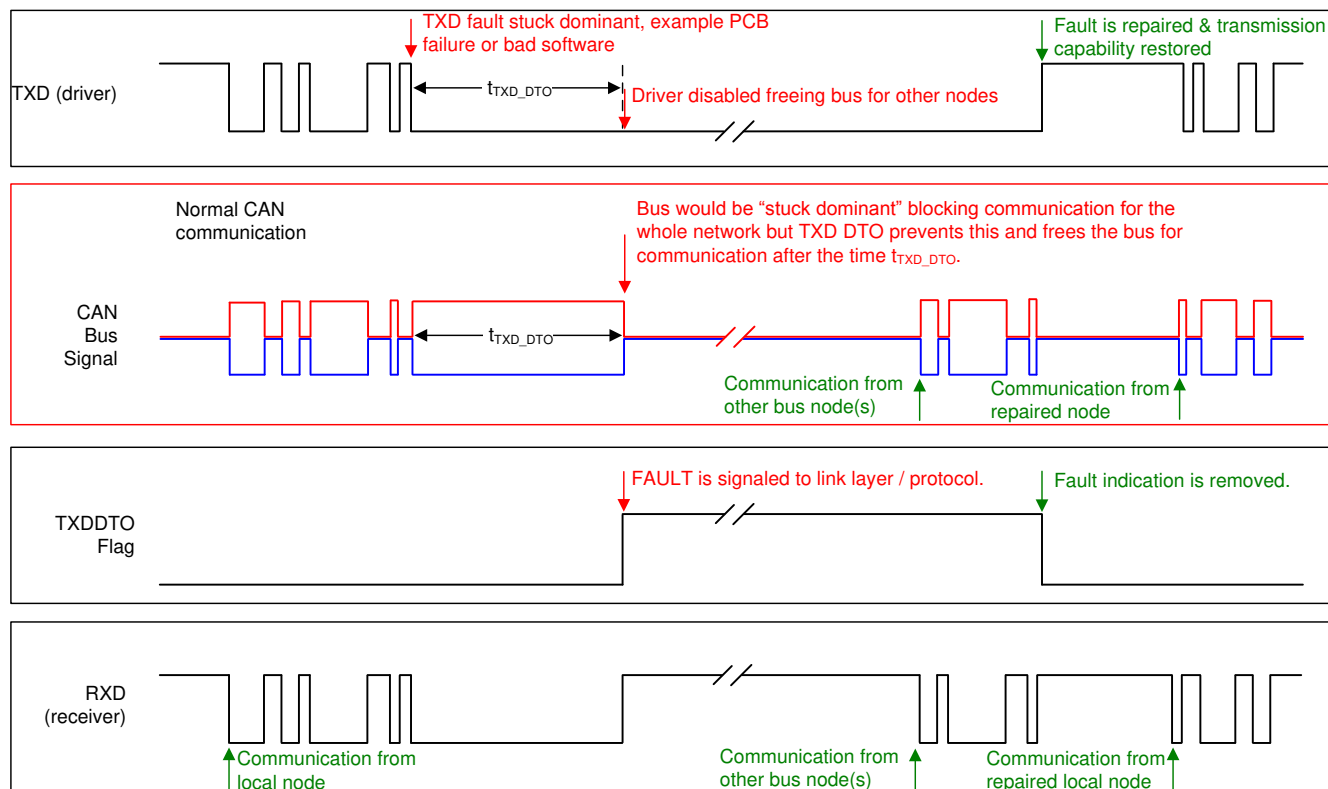 TXD fault stuck dominant, example PCB
failure or bad software
Fault is repaired & transmission
capability restored
TXD (driver)
tTXD_DTO
Driver disabled freeing bus for other nodes
Normal CAN
communication
Bus would be “stuck dominant” blocking communication for the
whole network but TXD DTO prevents this and frees the bus for
communication after the time tTXD_DTO.
CAN
Bus
Signal
tTXD_DTO
Communication from
other bus node(s)
Communication from
repaired node
FAULT is signaled to link layer / protocol.
Fault indication is removed.
TXDDTO
Flag
RXD
(receiver)
Communication from
local node
Communication from
other bus node(s)
Communication from
repaired local node